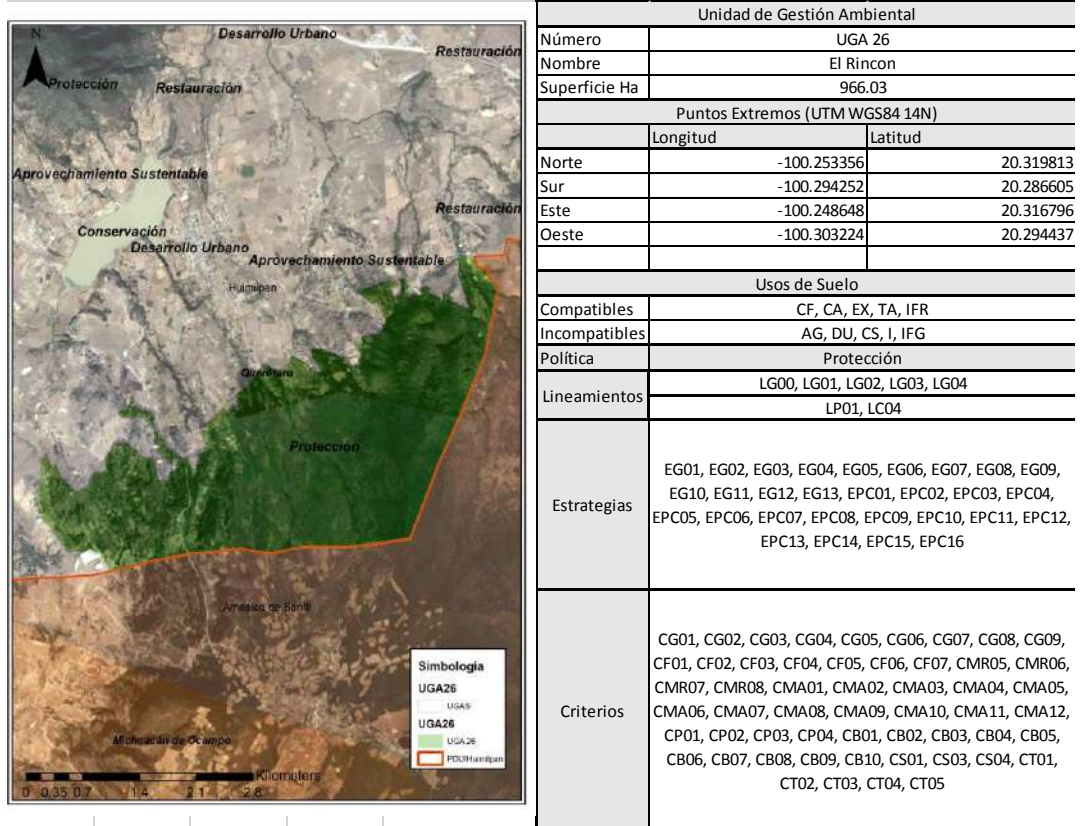 N
Desarrollo Urbano
Restauración
Protección
Restauración
Aprovechamiento Sustentable
Restauración
Conservación
Desarrollo Urbano
Aprovechamiento Sustentable
Huimilpan
Querétaro
Protección
Amealco de Bonfil
Michoacán de Ocampo
Simbología
UGA26
UGAS
UGA26
UGA 26
Kilometers
0 0.35 0.7 1.4 2.1 2.8
Unidad de Gestión Ambiental
Número UGA 26
Nombre El Rincon
Superficie Ha 966.03
Puntos Extremos (UTM WGS84 14N)
Longitud Latitud
Norte -100.253356 20.319813
Sur -100.294252 20.286605
Este -100.248648 20.316796
Oeste -100.303224 20.294437
Usos de Suelo
Compatibles CF, CA, EX, TA, IFR
Incompatibles AG, DU, CS, I, IFG
Política Protección
Lineamientos
LG00, LG01, LG02, LG03, LG04
LP01, LC04
Estrategias
EG01, EG02, EG03, EG04, EG05, EG06, EG07, EG08, EG09,
EG10, EG11, EG12, EG13, EPC01, EPC02, EPC03, EPC04,
EPC05, EPC06, EPC07, EPC08, EPC09, EPC10, EPC11, EPC12,
EPC13, EPC14, EPC15, EPC16
Criterios
CG01, CG02, CG03, CG04, CG05, CG06, CG07, CG08, CG09,
CF01, CF02, CF03, CF04, CF05, CF06, CF07, CMR05, CMR06,
CMR07, CMR08, CMA01, CMA02, CMA03, CMA04, CMA05,
CMA06, CMA07, CMA08, CMA09, CMA10, CMA11, CMA12,
CP01, CP02, CP03, CP04, CB01, CB02, CB03, CB04, CB05,
CB06, CB07, CB08, CB09, CB10, CS01, CS03, CS04, CT01,
CT02, CT03, CT04, CT05